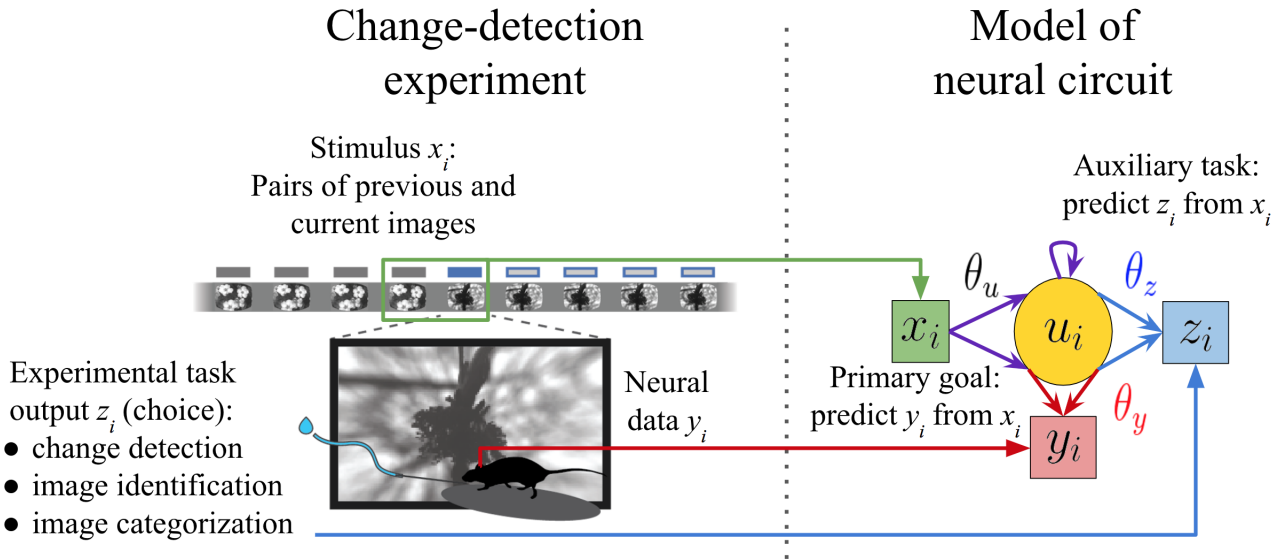 Change-detection
experiment
Model of
neural circuit
Stimulus x_i:
Pairs of previous and
current images
Auxiliary task:
predict z_i from x_i
θ_u
θ_z
x_i
u_i
z_i
Experimental task
output z_i (choice):
● change detection
● image identification
● image categorization
Neural
data y_i
Primary goal:
predict y_i from x_i
θ_y
y_i